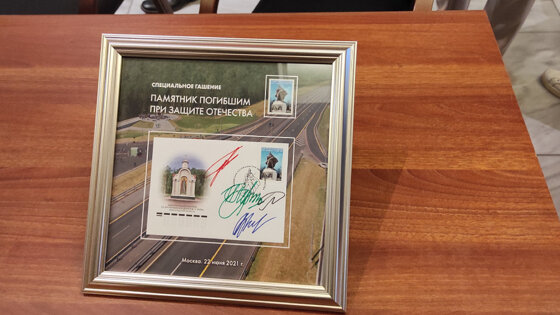 СПЕЦИАЛЬНОЕ ГАШЕНИЕ
ПАМЯТНИК ПОГИБШИМ
ПРИ ЗАЩИТЕ ОТЕЧЕСТВА
Москва. 22 июня 2021 г.